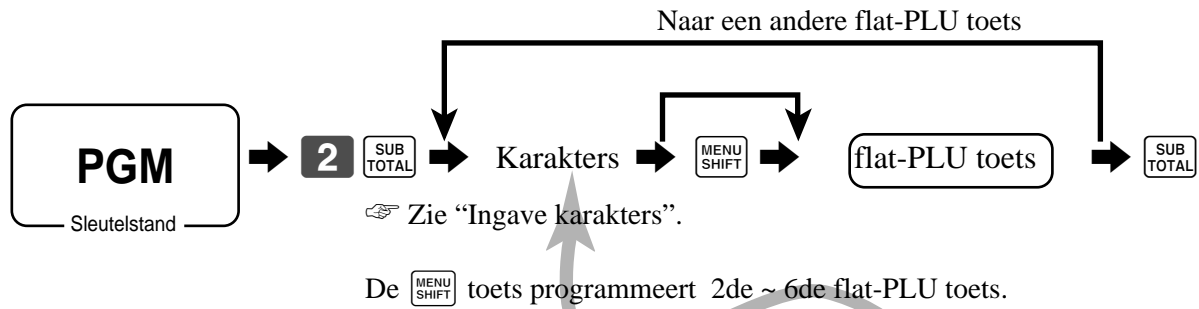 Naar een andere flat-PLU toets
PGM
Sleutelstand
2
SUB
TOTAL
Karakters
MENU
SHIFT
flat-PLU toets
SUB
TOTAL
☞ Zie “Ingave karakters”.
De MENU SHIFT toets programmeert 2de ~ 6de flat-PLU toets.